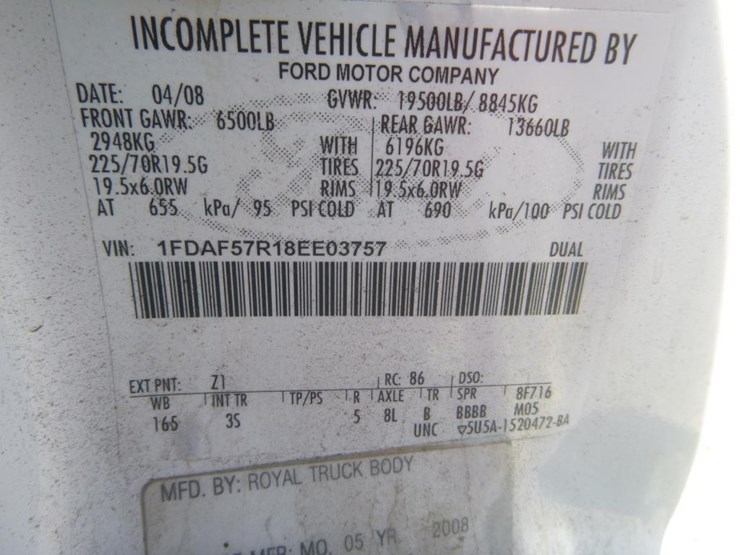 INCOMPLETE VEHICLE MANUFACTURED BY
FORD MOTOR COMPANY
DATE: 04/08 GVWR: 19500LB/ 8845KG
FRONT GAWR: 6500LB REAR GAWR: 13660LB
2948KG WITH 6196KG WITH
225/70R19.5G TIRES 225/70R19.5G TIRES
19.5x6.0RW RIMS 19.5x6.0RW RIMS
AT 655 kPa/ 95 PSI COLD AT 690 kPa/100 PSI COLD
VIN: 1FDAF57R18EE03757 DUAL
EXT PNT: Z1 RC: 86 DSO:
WB INT TR TP/PS R AXLE TR SPR 8F716
165 3S 5 8L B BBBB M05
UNC ▽5U5A-1520472-BA
MFD. BY: ROYAL TRUCK BODY
MFR: MO. 05 YR 2008